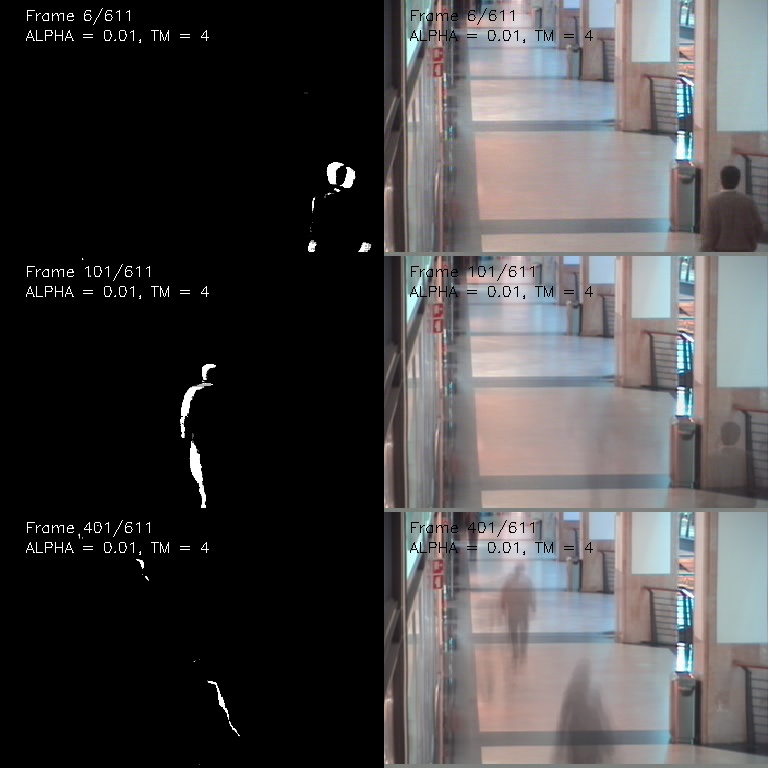 Frame 6/611
ALPHA = 0.01, TM = 4
Frame 6/611
ALPHA = 0.01, TM = 4
Frame 101/611
ALPHA = 0.01, TM = 4
Frame 101/611
ALPHA = 0.01, TM = 4
Frame 401/611
ALPHA = 0.01, TM = 4
Frame 401/611
ALPHA = 0.01, TM = 4